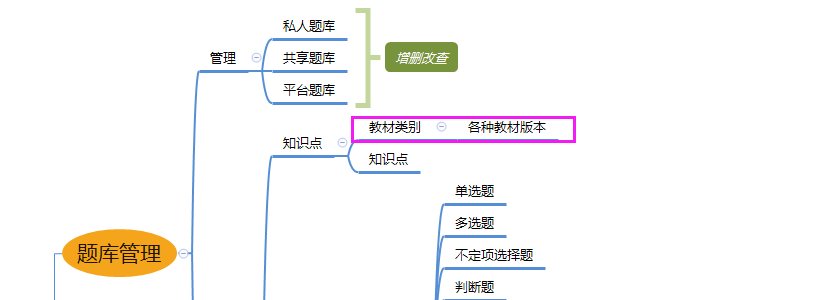 私人题库
管理
共享题库
增删改查
平台题库
教材类别
各种教材版本
知识点
知识点
单选题
多选题
题库管理
不定项选择题
判断题